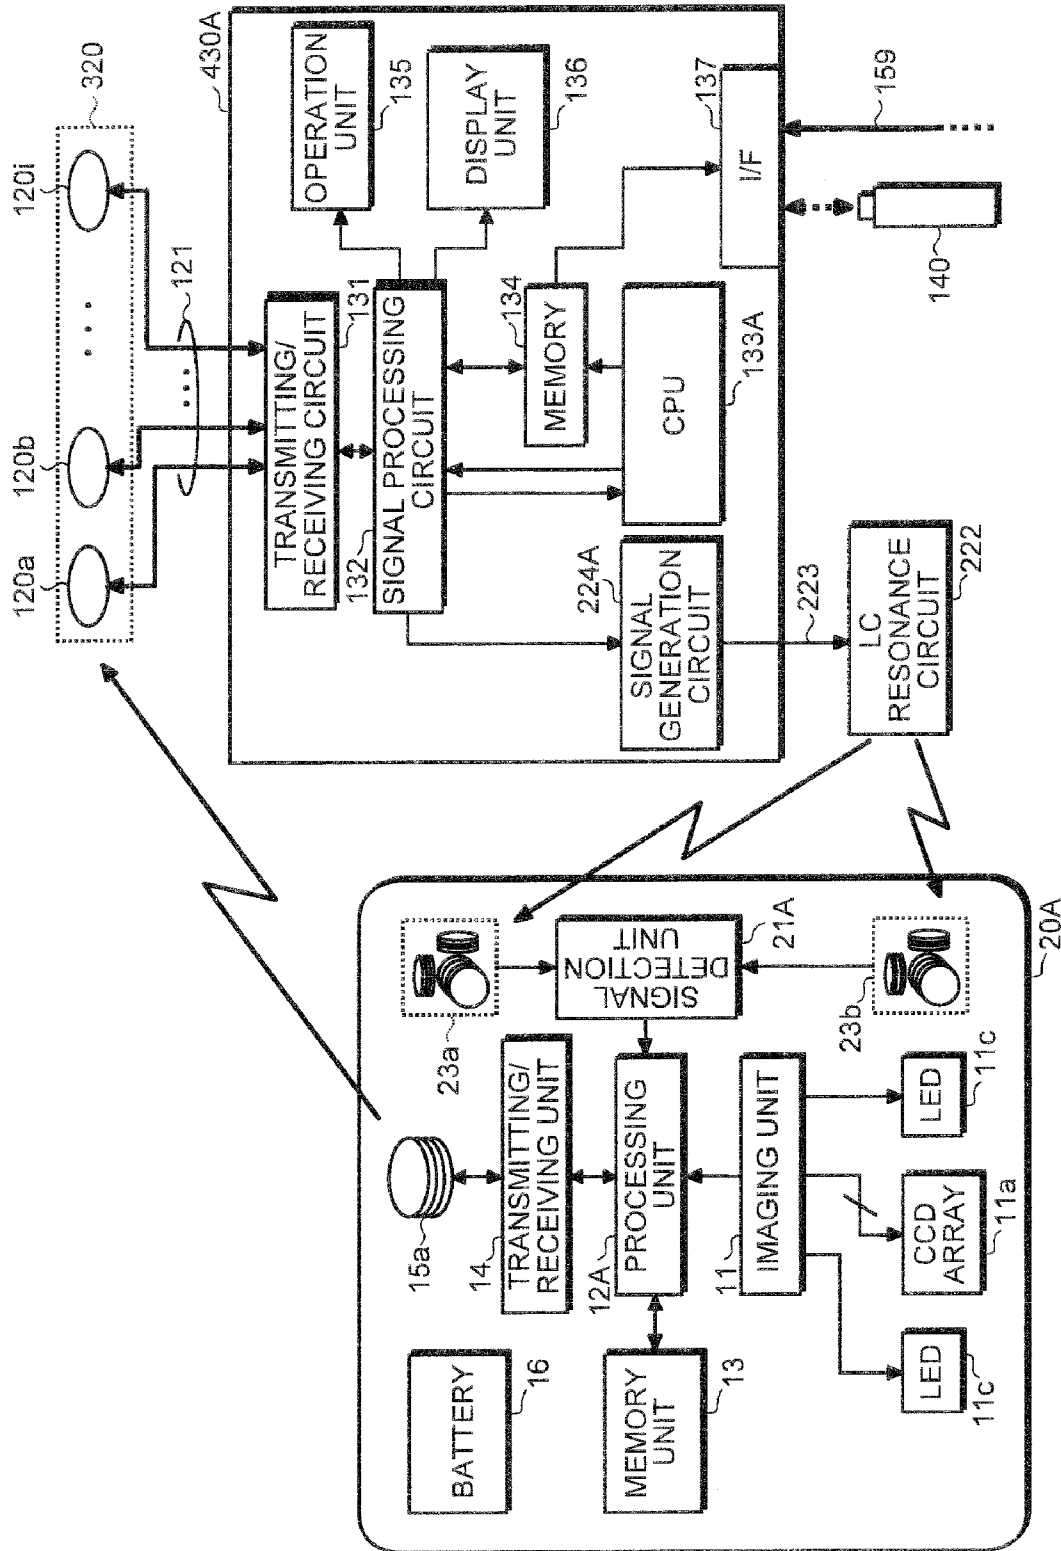 120a
120b
120i
320
121
430A
TRANSMITTING/
RECEIVING CIRCUIT
131
132
SIGNAL PROCESSING
CIRCUIT
OPERATION
UNIT
135
DISPLAY
UNIT
136
134
MEMORY
CPU
133A
137
I/F
159
140
224A
SIGNAL
GENERATION
CIRCUIT
223
LC
RESONANCE
CIRCUIT
222
BATTERY
16
15a
14
TRANSMITTING/
RECEIVING UNIT
23a
SIGNAL
DETECTION
UNIT
21A
MEMORY
UNIT
13
12A
PROCESSING
UNIT
11
IMAGING UNIT
23b
LED
11c
CCD
ARRAY
11a
LED
11c
20A